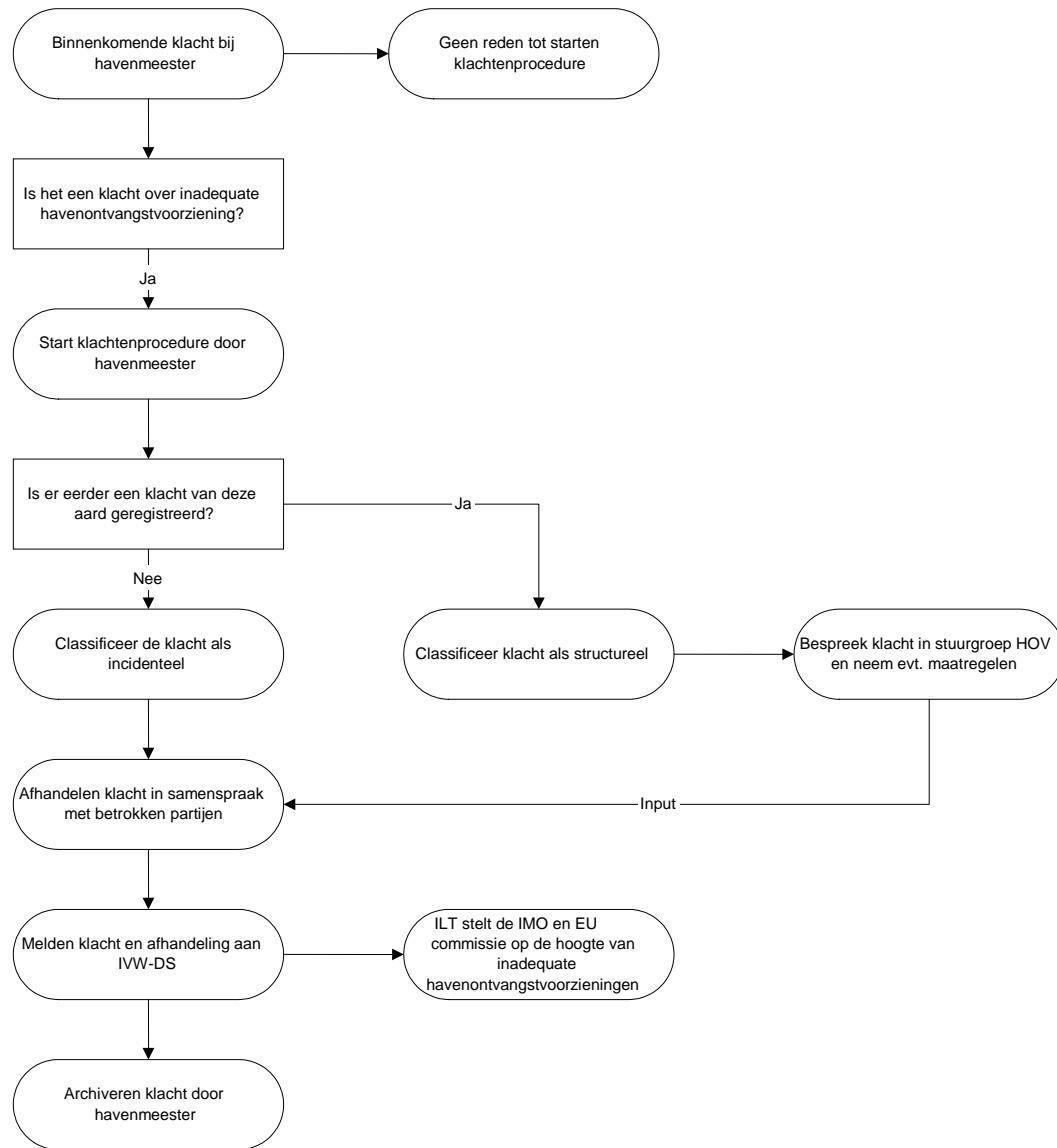 Binnenkomende klacht bij
havenmeester
Geen reden tot starten
klachtenprocedure
Is het een klacht over inadequate
havenontvangstvoorziening?
Ja
Start klachtenprocedure door
havenmeester
Is er eerder een klacht van deze
aard geregistreerd?
Ja
Nee
Classificeer de klacht als
incidenteel
Classificeer klacht als structureel
Bespreek klacht in stuurgroep HOV
en neem evt. maatregelen
Afhandelen klacht in samenspraak
met betrokken partijen
Input
Melden klacht en afhandeling aan
IVW-DS
ILT stelt de IMO en EU
commissie op de hoogte van
inadequate
havenontvangstvoorzieningen
Archiveren klacht door
havenmeester